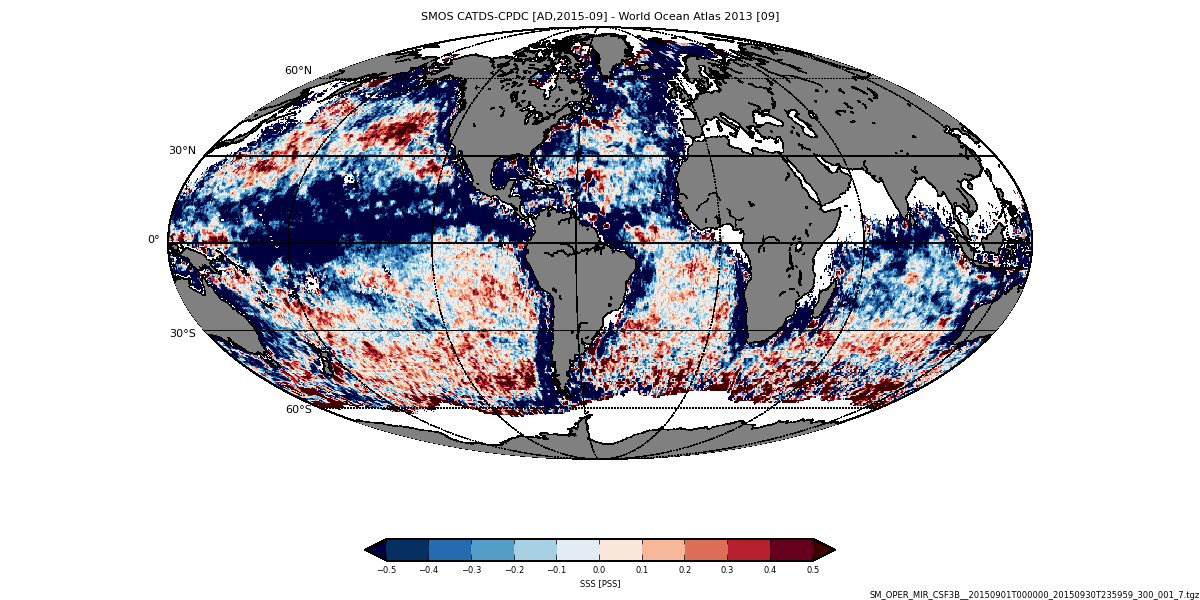 SMOS CATDS-CPDC [AD,2015-09] - World Ocean Atlas 2013 [09]
60°N
30°N
0°
30°S
60°S
−0.5 −0.4 −0.3 −0.2 −0.1 0.0 0.1 0.2 0.3 0.4 0.5
SSS [PSS]
SM_OPER_MIR_CSF3B__20150901T000000_20150930T235959_300_001_7.tgz